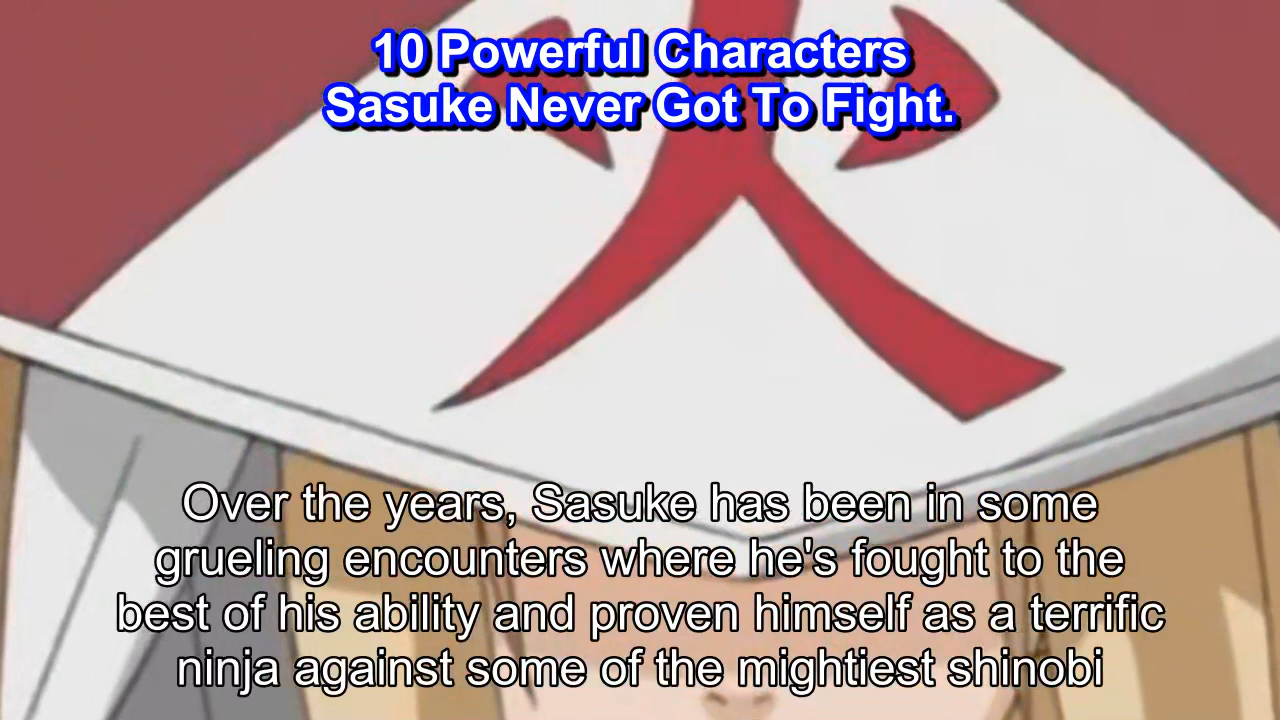 火
10 Powerful Characters
Sasuke Never Got To Fight.
Over the years, Sasuke has been in some
grueling encounters where he's fought to the
best of his ability and proven himself as a terrific
ninja against some of the mightiest shinobi